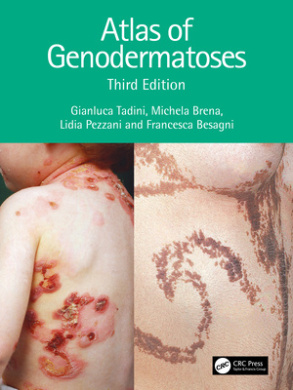 Atlas of
Genodermatoses
Third Edition
Gianluca Tadini, Michela Brena,
Lidia Pezzani and Francesca Besagni
CRC Press
Taylor & Francis Group